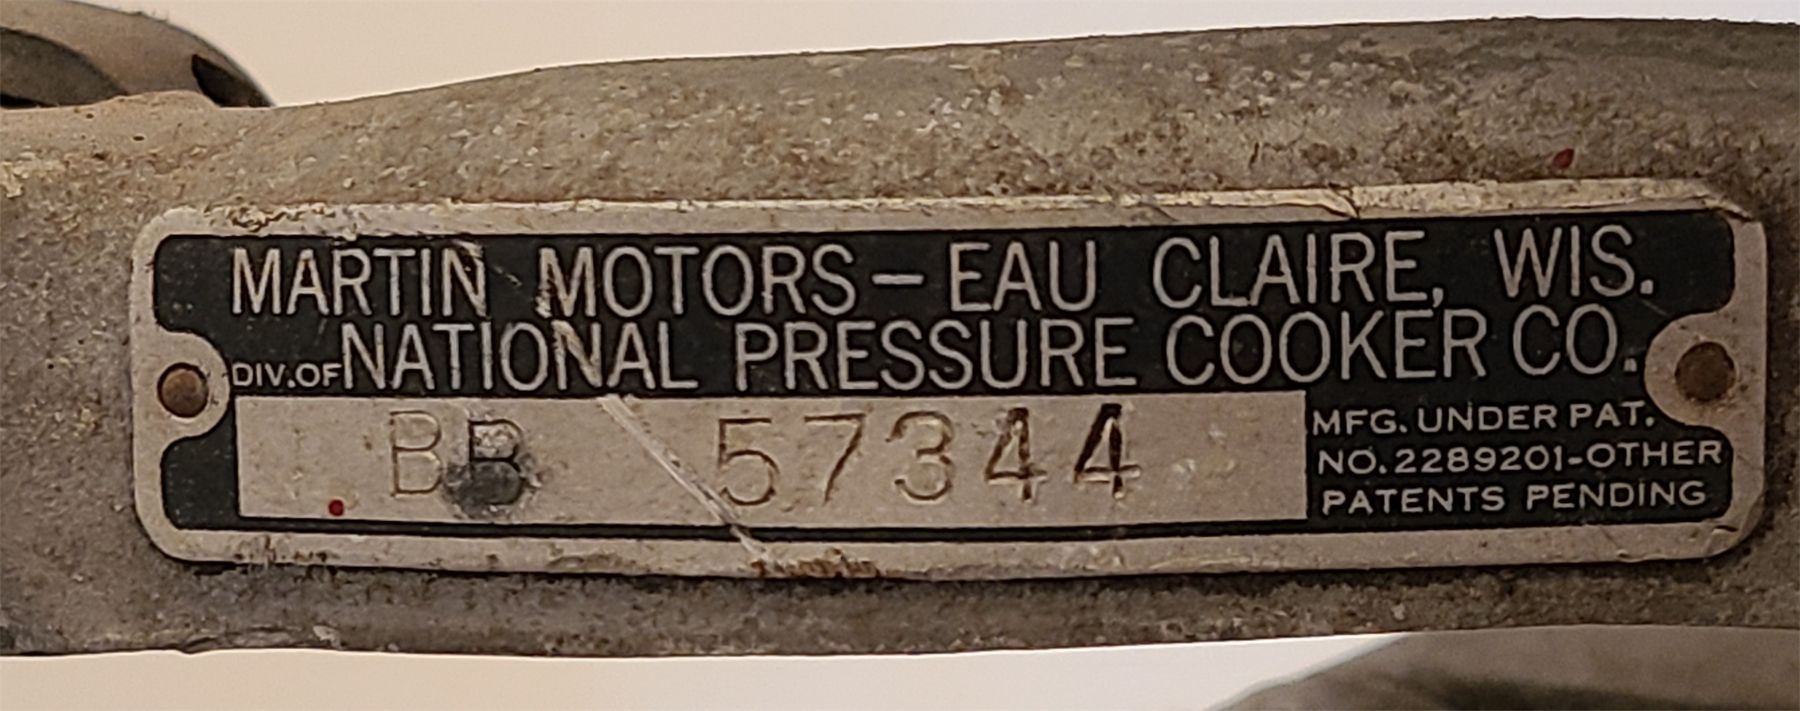 MARTIN MOTORS – EAU CLAIRE, WIS.
DIV. OF NATIONAL PRESSURE COOKER CO.
BB 57344
MFG. UNDER PAT.
NO. 2289201-OTHER
PATENTS PENDING